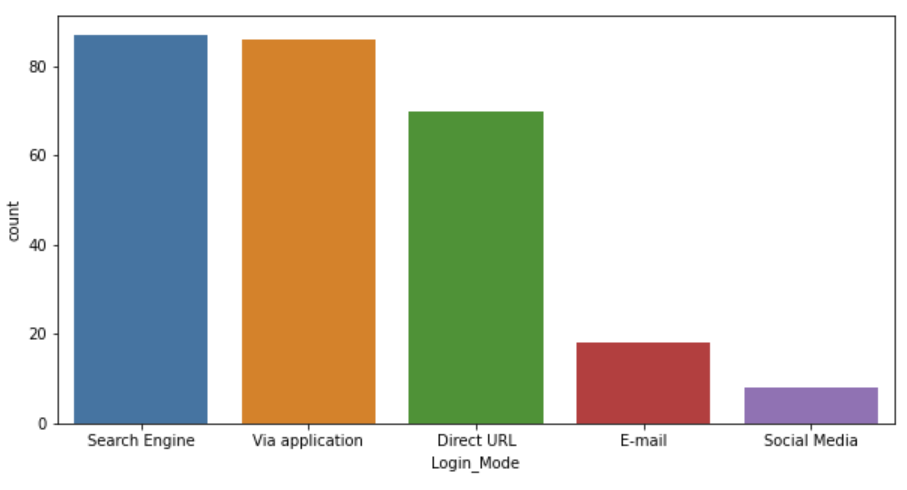 80
60
40
20
0
count
Search Engine Via application Direct URL E-mail Social Media
Login_Mode